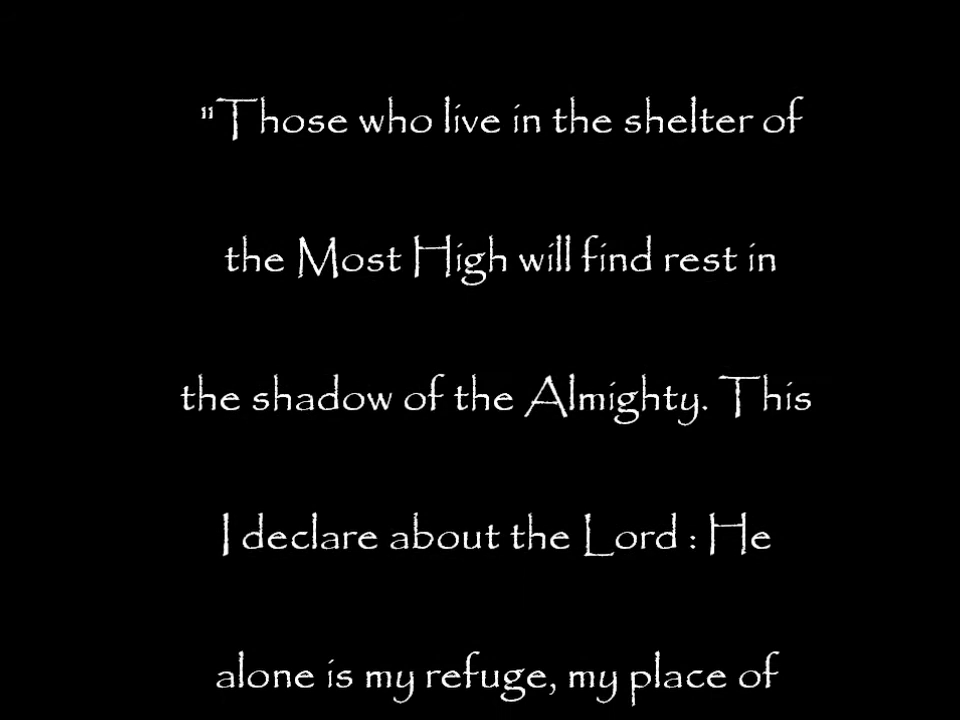 "Those who live in the shelter of
the Most High will find rest in
the shadow of the Almighty. This
I declare about the Lord : He
alone is my refuge, my place of